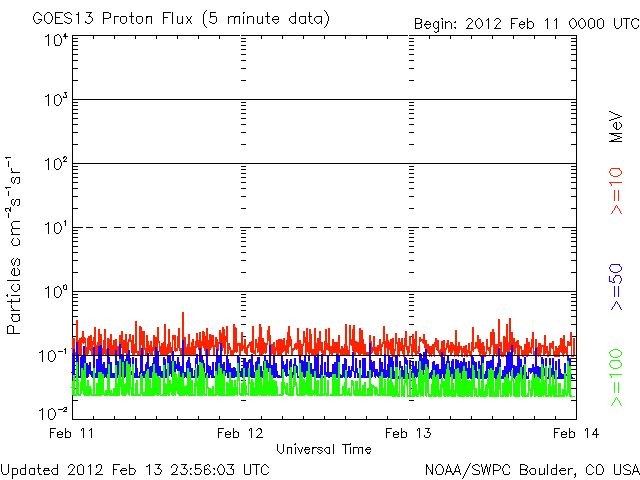 GOES13 Proton Flux (5 minute data)
Begin: 2012 Feb 11 0000 UTC
10⁴
10³
10²
10¹
10⁰
10⁻¹
10⁻²
Particles cm⁻²s⁻¹sr⁻¹
MeV
>=10
>=50
>=100
Feb 11
Feb 12
Feb 13
Feb 14
Universal Time
Updated 2012 Feb 13 23:56:03 UTC
NOAA/SWPC Boulder, CO USA